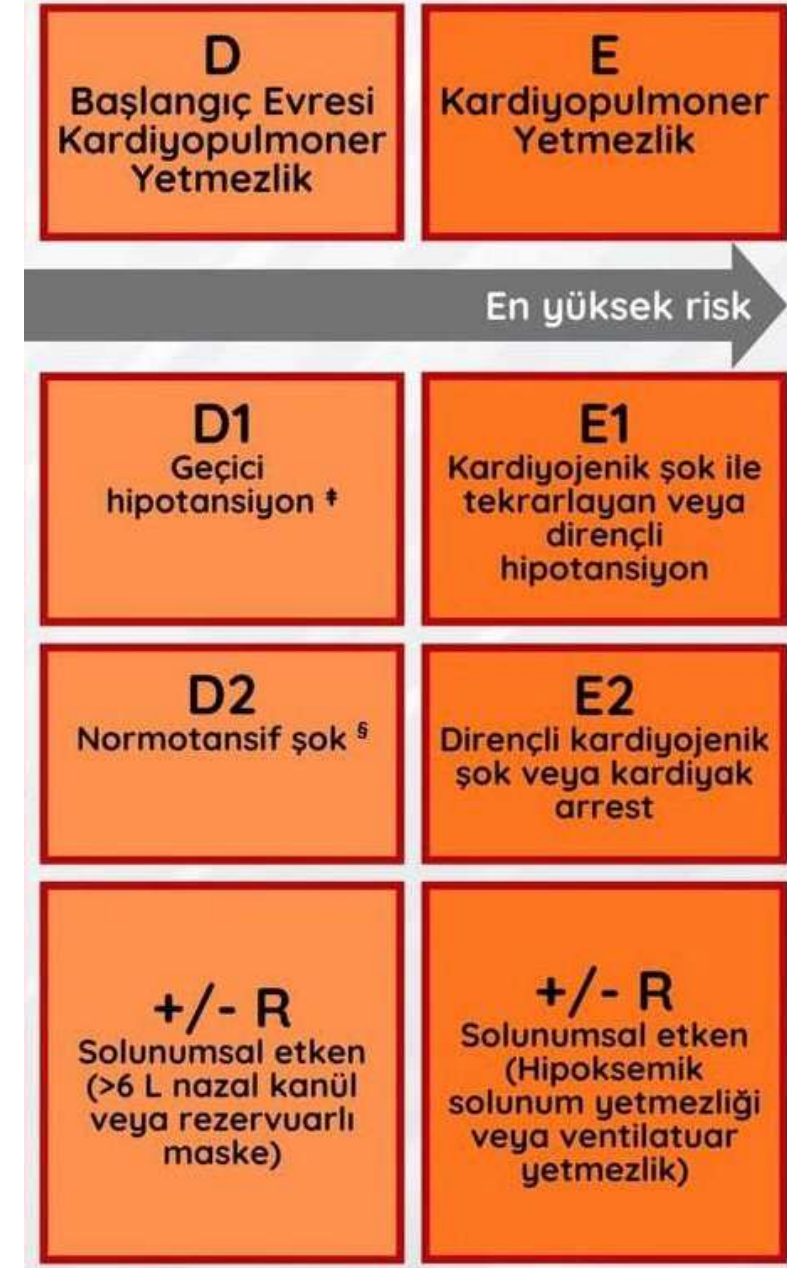 D
Başlangıç Evresi
Kardiyopulmoner
Yetmezlik
E
Kardiyopulmoner
Yetmezlik
En yüksek risk
D1
Geçici
hipotansiyon ‡
E1
Kardiyojenik şok ile
tekrarlayan veya
dirençli
hipotansiyon
D2
Normotansif şok §
E2
Dirençli kardiyojenik
şok veya kardiyak
arrest
+/- R
Solunumsal etken
(>6 L nazal kanül
veya rezervuarlı
maske)
+/- R
Solunumsal etken
(Hipoksemik
solunum yetmezliği
veya ventilatuar
yetmezlik)